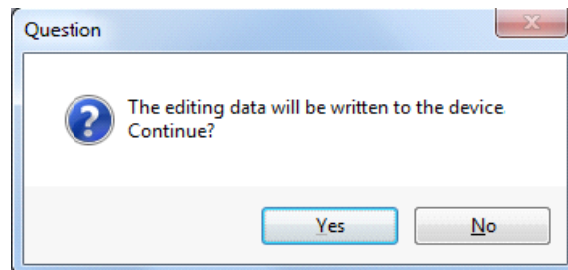 Question
The editing data will be written to the device.
Continue?
Yes
No